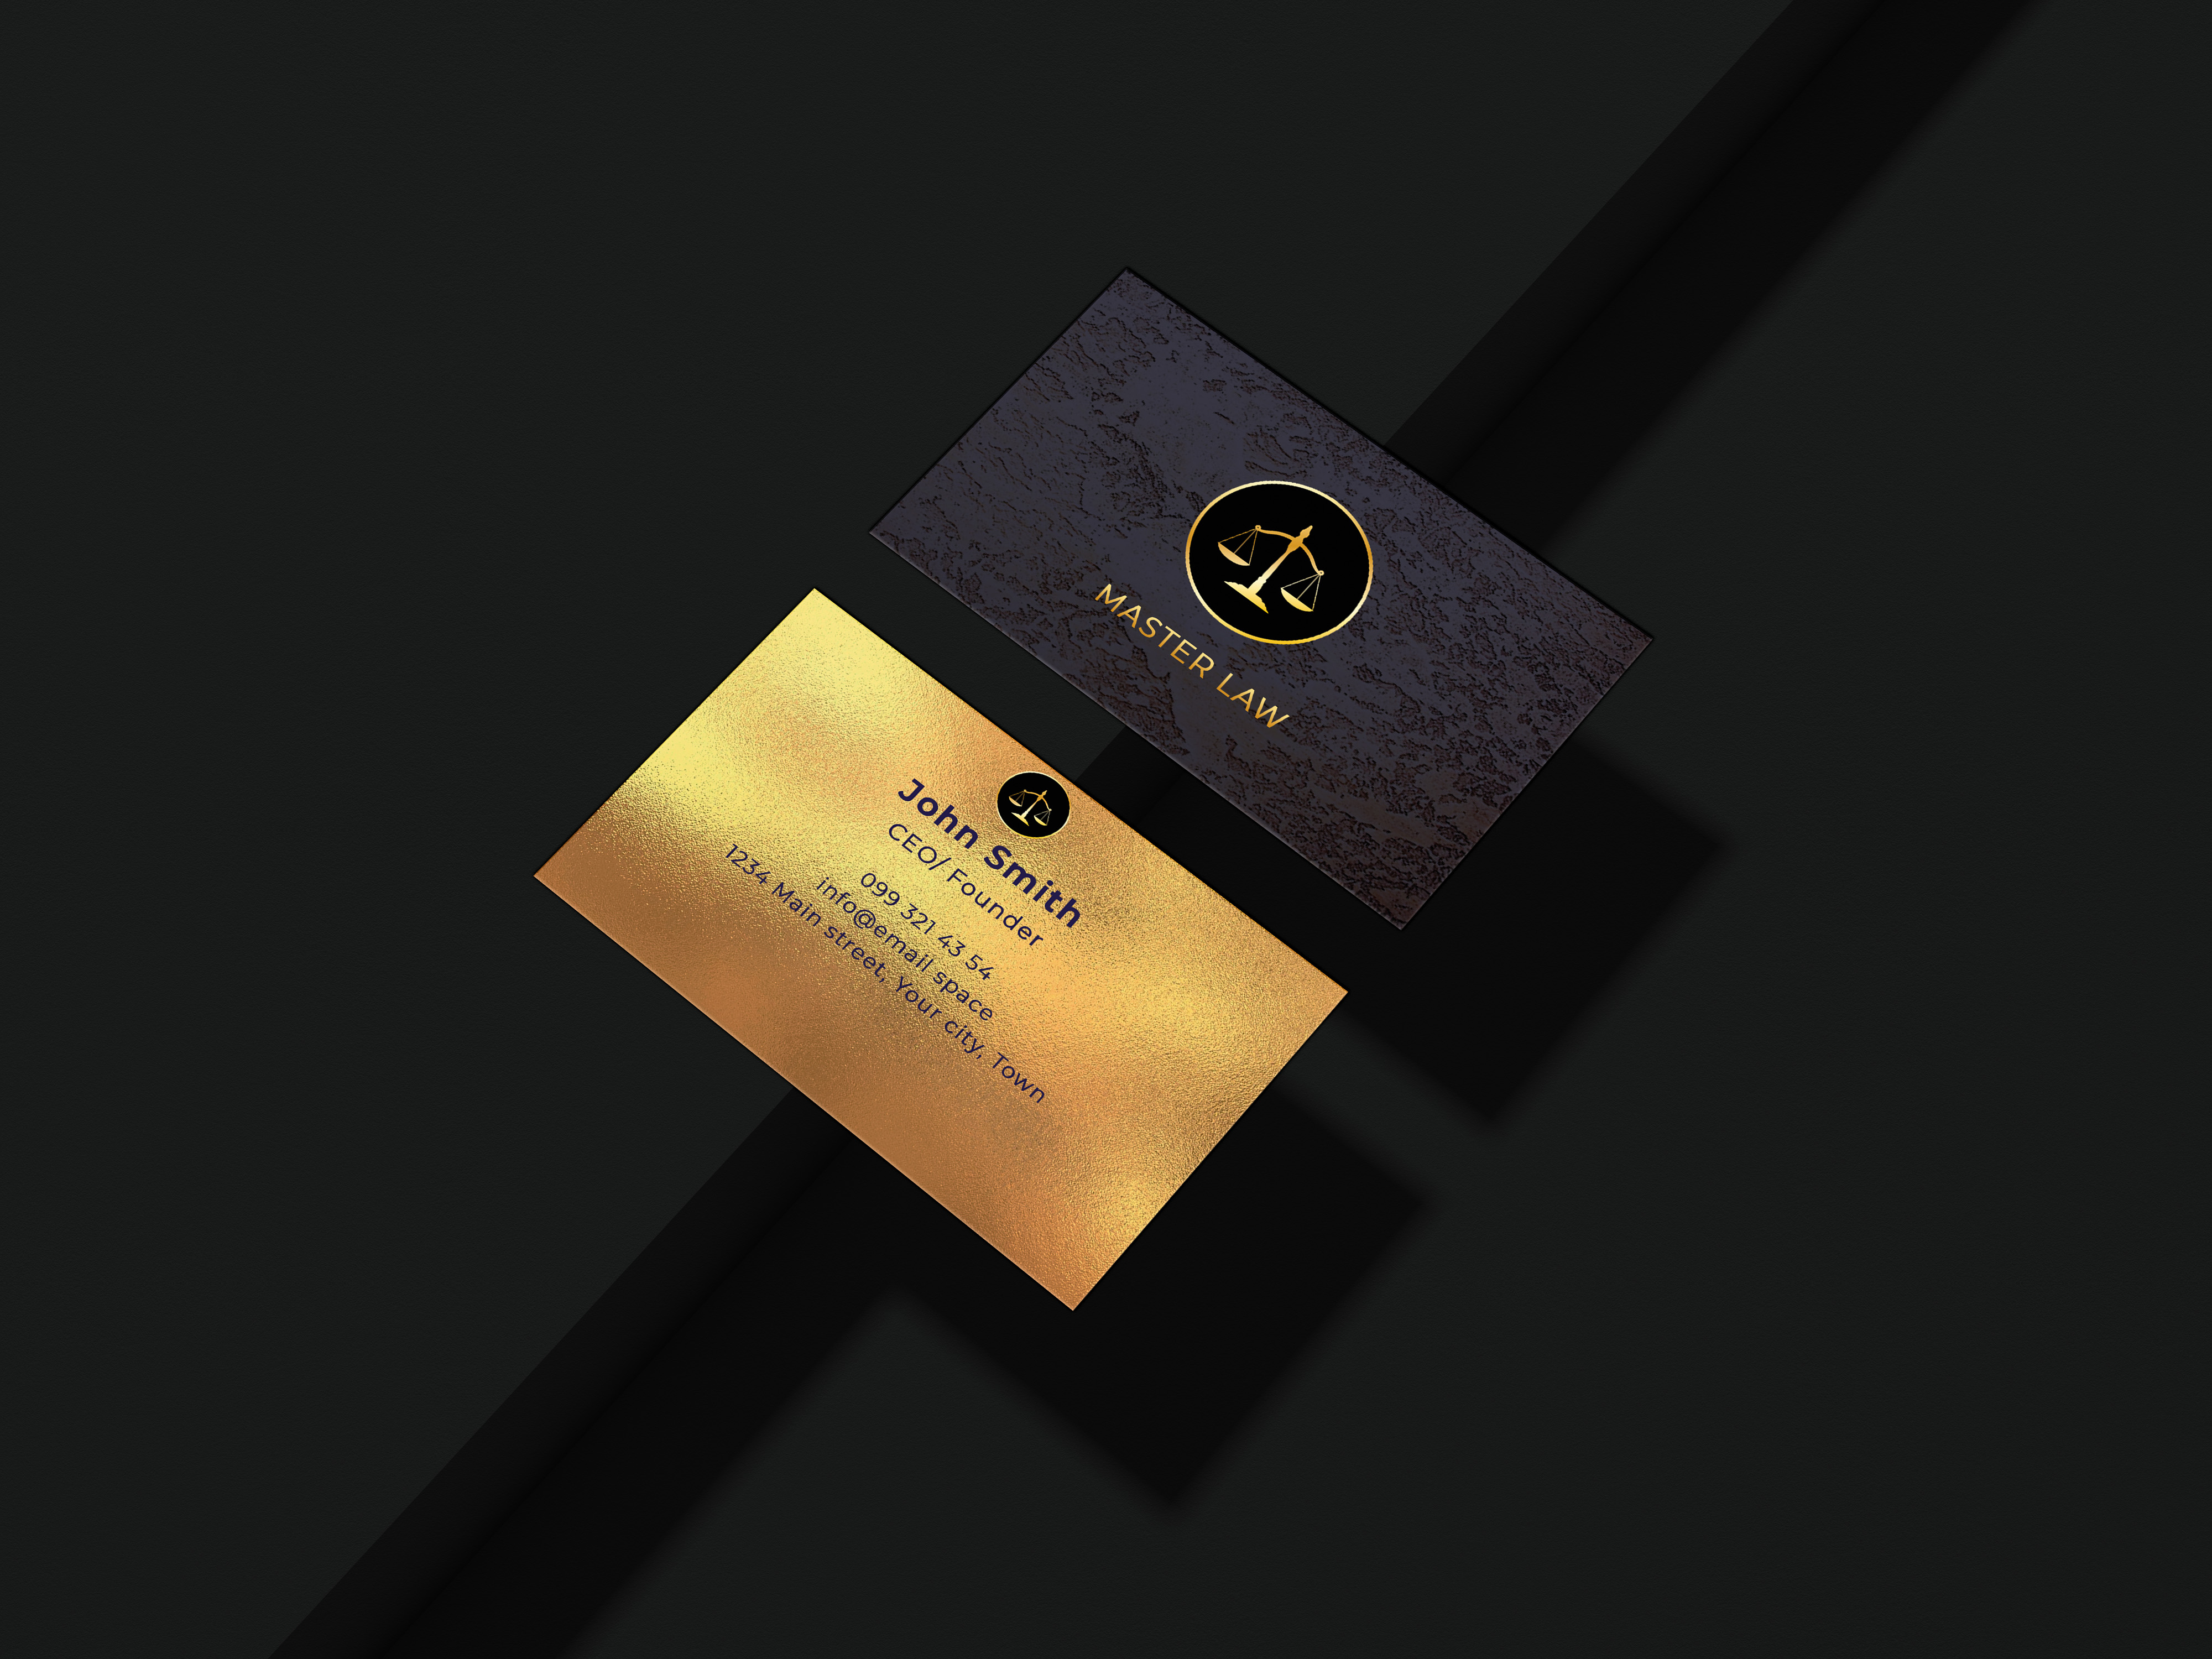 MASTER LAW
John Smith
CEO/ Founder
099 321 43 54
info@email space
1234 Main street, Your city, Town